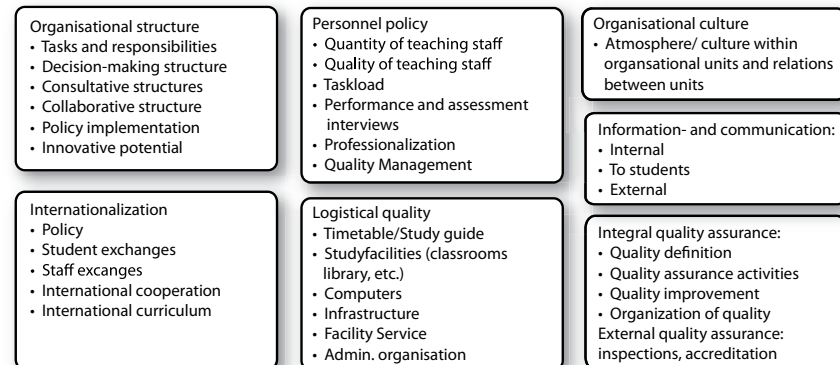 Organisational structure
• Tasks and responsibilities
• Decision-making structure
• Consultative structures
• Collaborative structure
• Policy implementation
• Innovative potential
Personnel policy
• Quantity of teaching staff
• Quality of teaching staff
• Taskload
• Performance and assessment
interviews
• Professionalization
• Quality Management
Organisational culture
• Atmosphere/ culture within
organsational units and relations
between units
Information- and communication:
• Internal
• To students
• External
Internationalization
• Policy
• Student exchanges
• Staff excanges
• International cooperation
• International curriculum
Logistical quality
• Timetable/Study guide
• Studyfacilities (classrooms
library, etc.)
• Computers
• Infrastructure
• Facility Service
• Admin. organisation
Integral quality assurance:
• Quality definition
• Quality assurance activities
• Quality improvement
• Organization of quality
External quality assurance:
inspections, accreditation